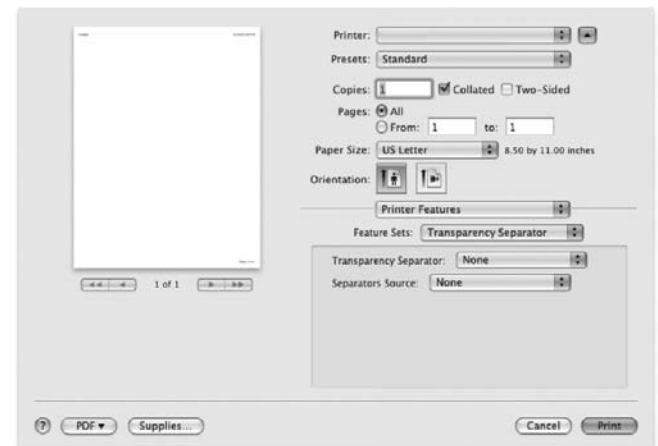 Printer:
Presets: Standard
Copies: 1 Collated Two-Sided
Pages: All
From: 1 to: 1
Paper Size: US Letter 8.50 by 11.00 inches
Orientation:
Printer Features
Feature Sets: Transparency Separator
Transparency Separator: None
Separators Source: None
1 of 1
? PDF Supplies... Cancel Print